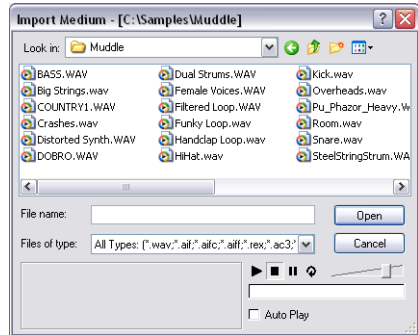 Import Medium - [C:\Samples\Muddle]
Look in: Muddle
BASS.WAV Dual Strums.WAV Kick.wav
Big Strings.wav Female Voices.WAV Overheads.wav
COUNTRY1.WAV Filtered Loop.WAV Pu_Phazor_Heavy.W
Crashes.wav Funky Loop.wav Room.wav
Distorted Synth.WAV Handclap Loop.wav Snare.wav
DOBRO.WAV HiHat.wav SteelStringStrum.WA
File name: Open
Files of type: All Types: (*.wav;*.aif;*.aifc;*.aiff;*.rex;*.ac3;* Cancel
Auto Play